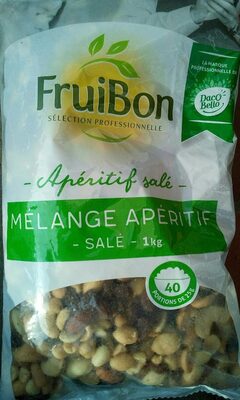 LA MARQUE
PROFESSIONNELLE DE
DACO
BELLO
FruiBon
SÉLECTION PROFESSIONNELLE
- Apéritif salé -
MÉLANGE APÉRITIF
- SALÉ - 1kg
40
PORTIONS DE 25g